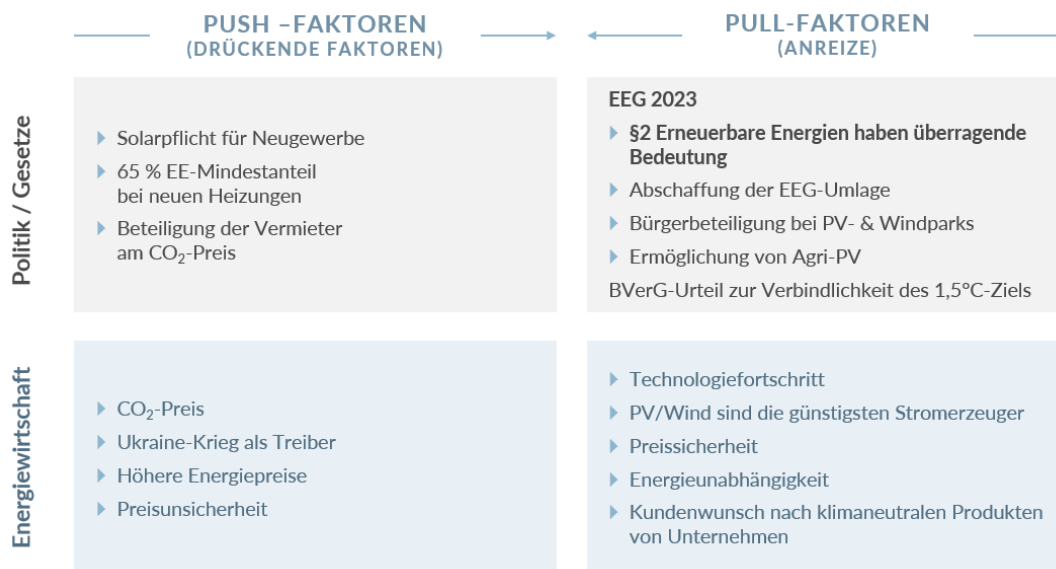 PUSH –FAKTOREN
(DRÜCKENDE FAKTOREN)
PULL-FAKTOREN
(ANREIZE)
Politik / Gesetze
Solarpflicht für Neugewerbe
65 % EE-Mindestanteil
bei neuen Heizungen
Beteiligung der Vermieter
am CO₂-Preis
EEG 2023
§2 Erneuerbare Energien haben überragende
Bedeutung
Abschaffung der EEG-Umlage
Bürgerbeteiligung bei PV- & Windparks
Ermöglichung von Agri-PV
BVerG-Urteil zur Verbindlichkeit des 1,5°C-Ziels
Energiewirtschaft
CO₂-Preis
Ukraine-Krieg als Treiber
Höhere Energiepreise
Preisunsicherheit
Technologiefortschritt
PV/Wind sind die günstigsten Stromerzeuger
Preissicherheit
Energieunabhängigkeit
Kundenwunsch nach klimaneutralen Produkten
von Unternehmen